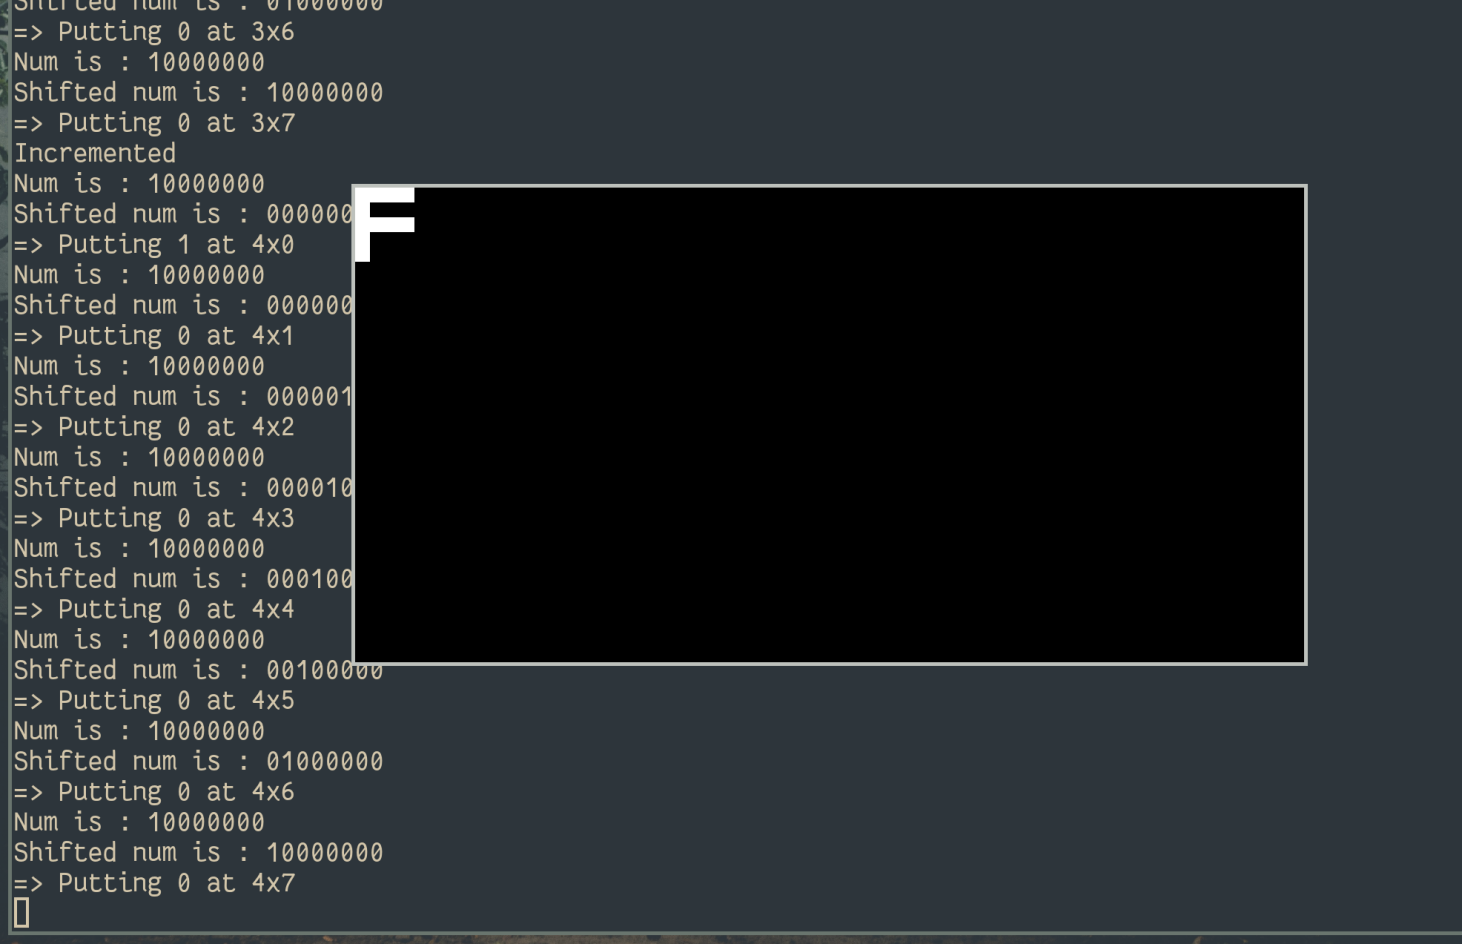 Shifted num is : 01000000
=> Putting 0 at 3x6
Num is : 10000000
Shifted num is : 10000000
=> Putting 0 at 3x7
Incremented
Num is : 10000000
Shifted num is : 000000
=> Putting 1 at 4x0
Num is : 10000000
Shifted num is : 000000
=> Putting 0 at 4x1
Num is : 10000000
Shifted num is : 000001
=> Putting 0 at 4x2
Num is : 10000000
Shifted num is : 000010
=> Putting 0 at 4x3
Num is : 10000000
Shifted num is : 000100
=> Putting 0 at 4x4
Num is : 10000000
Shifted num is : 00100000
=> Putting 0 at 4x5
Num is : 10000000
Shifted num is : 01000000
=> Putting 0 at 4x6
Num is : 10000000
Shifted num is : 10000000
=> Putting 0 at 4x7
F